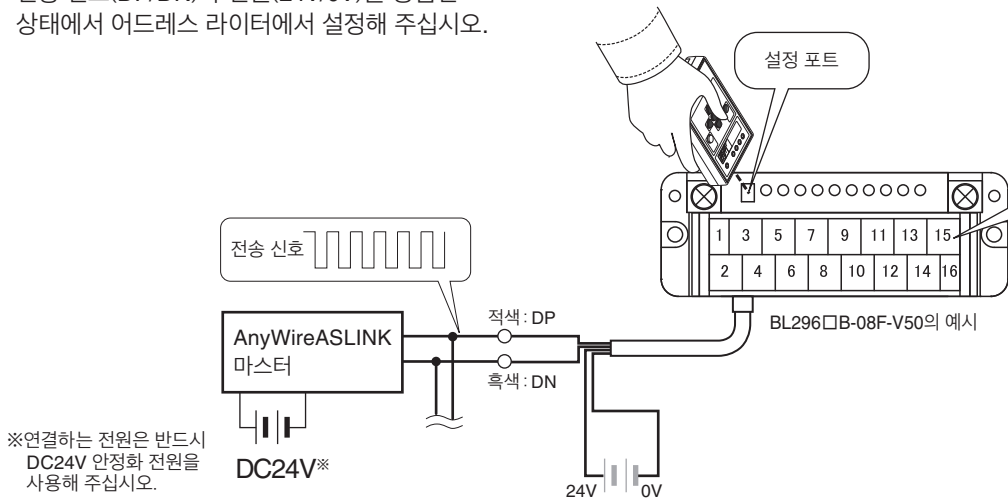 상태에서 어드레스 라이터에서 설정해 주십시오.
설정 포트
1 3 5 7 9 11 13 15
2 4 6 8 10 12 14 16
BL296□B-08F-V50의 예시
전송 신호
적색 : DP
AnyWireASLINK
마스터
흑색 : DN
※연결하는 전원은 반드시
DC24V 안정화 전원을
사용해 주십시오.
DC24V※
24V
0V